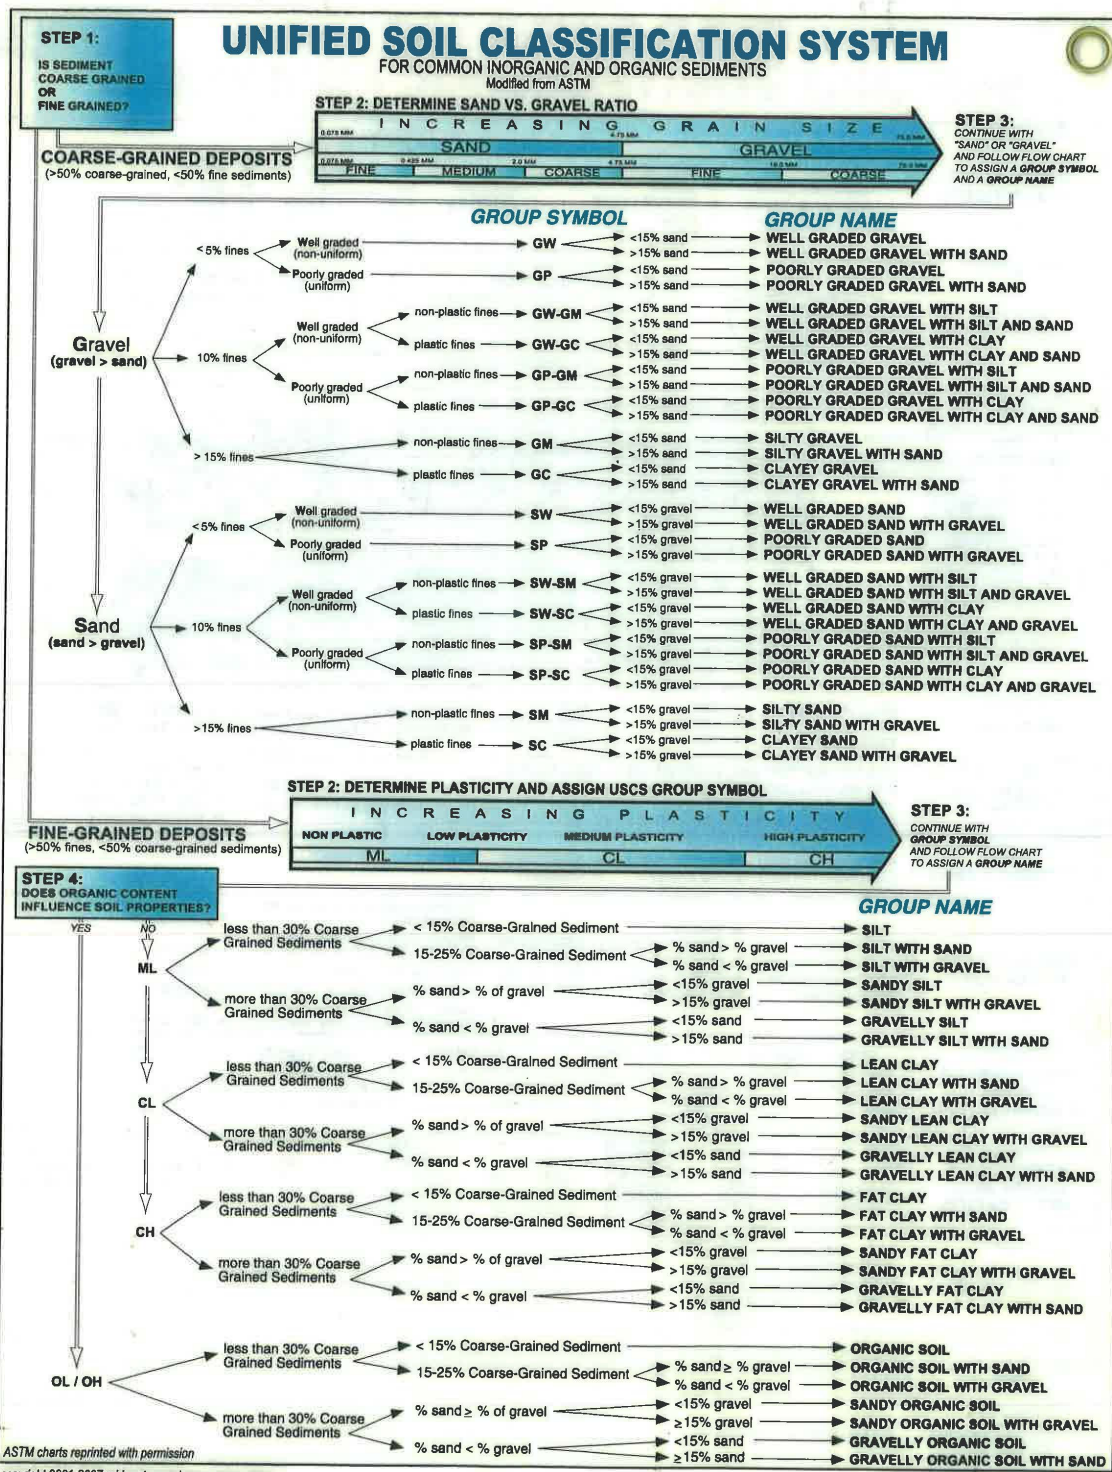 STEP 1:
IS SEDIMENT
COARSE GRAINED
OR
FINE GRAINED?
UNIFIED SOIL CLASSIFICATION SYSTEM
FOR COMMON INORGANIC AND ORGANIC SEDIMENTS
Modified from ASTM
STEP 2: DETERMINE SAND VS. GRAVEL RATIO
INCREASING GRAIN SIZE
0.075 MM 4.75 MM 75.0 MM
SAND GRAVEL
0.075 MM 0.425 MM 2.0 MM 4.75 MM 19.0 MM 75.0 MM
FINE MEDIUM COARSE FINE COARSE
STEP 3:
CONTINUE WITH
"SAND" OR "GRAVEL"
AND FOLLOW FLOW CHART
TO ASSIGN A GROUP SYMBOL
AND A GROUP NAME
COARSE-GRAINED DEPOSITS
(>50% coarse-grained, <50% fine sediments)
GROUP SYMBOL GROUP NAME
Gravel
(gravel > sand)
<5% fines
Well graded
(non-uniform)
GW
<15% sand WELL GRADED GRAVEL
>15% sand WELL GRADED GRAVEL WITH SAND
Poorly graded
(uniform)
GP
<15% sand POORLY GRADED GRAVEL
>15% sand POORLY GRADED GRAVEL WITH SAND
10% fines
Well graded
(non-uniform)
non-plastic fines GW-GM
<15% sand WELL GRADED GRAVEL WITH SILT
>15% sand WELL GRADED GRAVEL WITH SILT AND SAND
plastic fines GW-GC
<15% sand WELL GRADED GRAVEL WITH CLAY
>15% sand WELL GRADED GRAVEL WITH CLAY AND SAND
Poorly graded
(uniform)
non-plastic fines GP-GM
<15% sand POORLY GRADED GRAVEL WITH SILT
>15% sand POORLY GRADED GRAVEL WITH SILT AND SAND
plastic fines GP-GC
<15% sand POORLY GRADED GRAVEL WITH CLAY
>15% sand POORLY GRADED GRAVEL WITH CLAY AND SAND
> 15% fines
non-plastic fines GM
<15% sand SILTY GRAVEL
>15% sand SILTY GRAVEL WITH SAND
plastic fines GC
<15% sand CLAYEY GRAVEL
>15% sand CLAYEY GRAVEL WITH SAND
Sand
(sand > gravel)
<5% fines
Well graded
(non-uniform)
SW
<15% gravel WELL GRADED SAND
>15% gravel WELL GRADED SAND WITH GRAVEL
Poorly graded
(uniform)
SP
<15% gravel POORLY GRADED SAND
>15% gravel POORLY GRADED SAND WITH GRAVEL
10% fines
Well graded
(non-uniform)
non-plastic fines SW-SM
<15% gravel WELL GRADED SAND WITH SILT
>15% gravel WELL GRADED SAND WITH SILT AND GRAVEL
plastic fines SW-SC
<15% gravel WELL GRADED SAND WITH CLAY
>15% gravel WELL GRADED SAND WITH CLAY AND GRAVEL
Poorly graded
(uniform)
non-plastic fines SP-SM
<15% gravel POORLY GRADED SAND WITH SILT
>15% gravel POORLY GRADED SAND WITH SILT AND GRAVEL
plastic fines SP-SC
<15% gravel POORLY GRADED SAND WITH CLAY
>15% gravel POORLY GRADED SAND WITH CLAY AND GRAVEL
>15% fines
non-plastic fines SM
<15% gravel SILTY SAND
>15% gravel SILTY SAND WITH GRAVEL
plastic fines SC
<15% gravel CLAYEY SAND
>15% gravel CLAYEY SAND WITH GRAVEL
STEP 2: DETERMINE PLASTICITY AND ASSIGN USCS GROUP SYMBOL
INCREASING PLASTICITY
NON PLASTIC LOW PLASTICITY MEDIUM PLASTICITY HIGH PLASTICITY
ML CL CH
STEP 3:
CONTINUE WITH
GROUP SYMBOL
AND FOLLOW FLOW CHART
TO ASSIGN A GROUP NAME
FINE-GRAINED DEPOSITS
(>50% fines, <50% coarse-grained sediments)
STEP 4:
DOES ORGANIC CONTENT
INFLUENCE SOIL PROPERTIES?
YES NO
GROUP NAME
ML
less than 30% Coarse
Grained Sediments
< 15% Coarse-Grained Sediment SILT
15-25% Coarse-Grained Sediment
% sand > % gravel SILT WITH SAND
% sand < % gravel SILT WITH GRAVEL
more than 30% Coarse
Grained Sediments
% sand > % of gravel
<15% gravel SANDY SILT
>15% gravel SANDY SILT WITH GRAVEL
% sand < % gravel
<15% sand GRAVELLY SILT
>15% sand GRAVELLY SILT WITH SAND
CL
less than 30% Coarse
Grained Sediments
< 15% Coarse-Grained Sediment LEAN CLAY
15-25% Coarse-Grained Sediment
% sand > % gravel LEAN CLAY WITH SAND
% sand < % gravel LEAN CLAY WITH GRAVEL
more than 30% Coarse
Grained Sediments
% sand > % of gravel
<15% gravel SANDY LEAN CLAY
>15% gravel SANDY LEAN CLAY WITH GRAVEL
% sand < % gravel
<15% sand GRAVELLY LEAN CLAY
>15% sand GRAVELLY LEAN CLAY WITH SAND
CH
less than 30% Coarse
Grained Sediments
< 15% Coarse-Grained Sediment FAT CLAY
15-25% Coarse-Grained Sediment
% sand > % gravel FAT CLAY WITH SAND
% sand < % gravel FAT CLAY WITH GRAVEL
more than 30% Coarse
Grained Sediments
% sand > % of gravel
<15% gravel SANDY FAT CLAY
>15% gravel SANDY FAT CLAY WITH GRAVEL
% sand < % gravel
<15% sand GRAVELLY FAT CLAY
>15% sand GRAVELLY FAT CLAY WITH SAND
OL / OH
less than 30% Coarse
Grained Sediments
< 15% Coarse-Grained Sediment ORGANIC SOIL
15-25% Coarse-Grained Sediment
% sand ≥ % gravel ORGANIC SOIL WITH SAND
% sand < % gravel ORGANIC SOIL WITH GRAVEL
more than 30% Coarse
Grained Sediments
% sand ≥ % of gravel
<15% gravel SANDY ORGANIC SOIL
≥15% gravel SANDY ORGANIC SOIL WITH GRAVEL
% sand < % gravel
<15% sand GRAVELLY ORGANIC SOIL
≥15% sand GRAVELLY ORGANIC SOIL WITH SAND
ASTM charts reprinted with permission